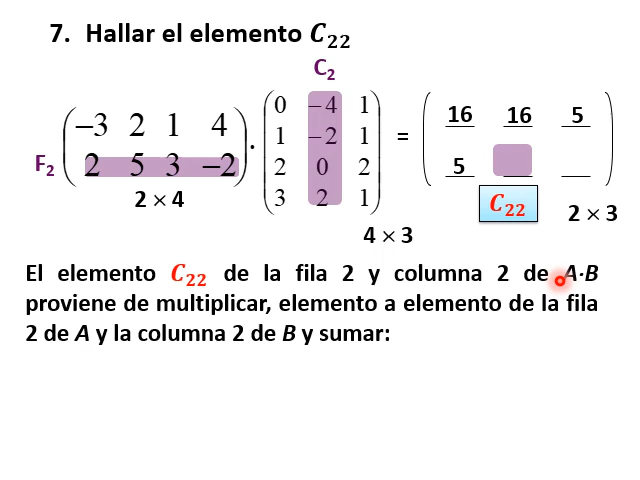 7. Hallar el elemento C₂₂
C₂
−3 2 1 4
F₂ 2 5 3 −2
2 × 4
·
0 −4 1
1 −2 1
2 0 2
3 2 1
4 × 3
=
16 16 5
5 __ __
C₂₂
2 × 3
El elemento C₂₂ de la fila 2 y columna 2 de A·B
proviene de multiplicar, elemento a elemento de la fila
2 de A y la columna 2 de B y sumar: